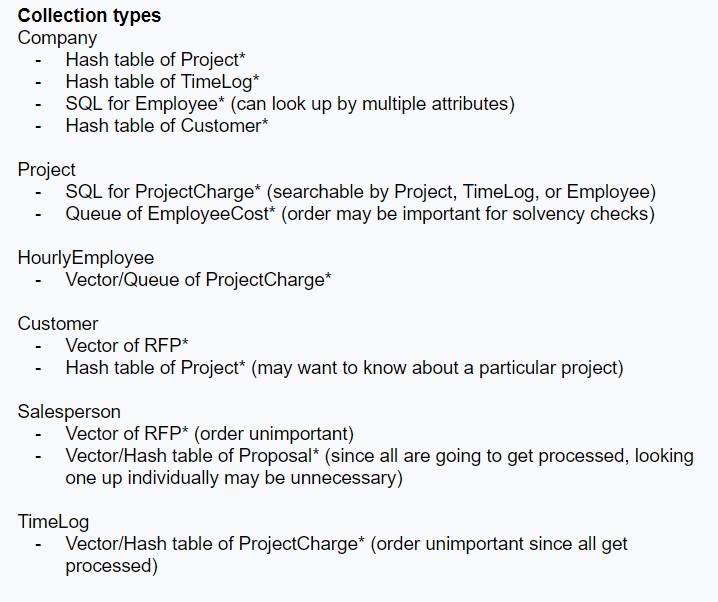 Collection types
Company
- Hash table of Project*
- Hash table of TimeLog*
- SQL for Employee* (can look up by multiple attributes)
- Hash table of Customer*
Project
- SQL for ProjectCharge* (searchable by Project, TimeLog, or Employee)
- Queue of EmployeeCost* (order may be important for solvency checks)
HourlyEmployee
- Vector/Queue of ProjectCharge*
Customer
- Vector of RFP*
- Hash table of Project* (may want to know about a particular project)
Salesperson
- Vector of RFP* (order unimportant)
- Vector/Hash table of Proposal* (since all are going to get processed, looking
one up individually may be unnecessary)
TimeLog
- Vector/Hash table of ProjectCharge* (order unimportant since all get
processed)